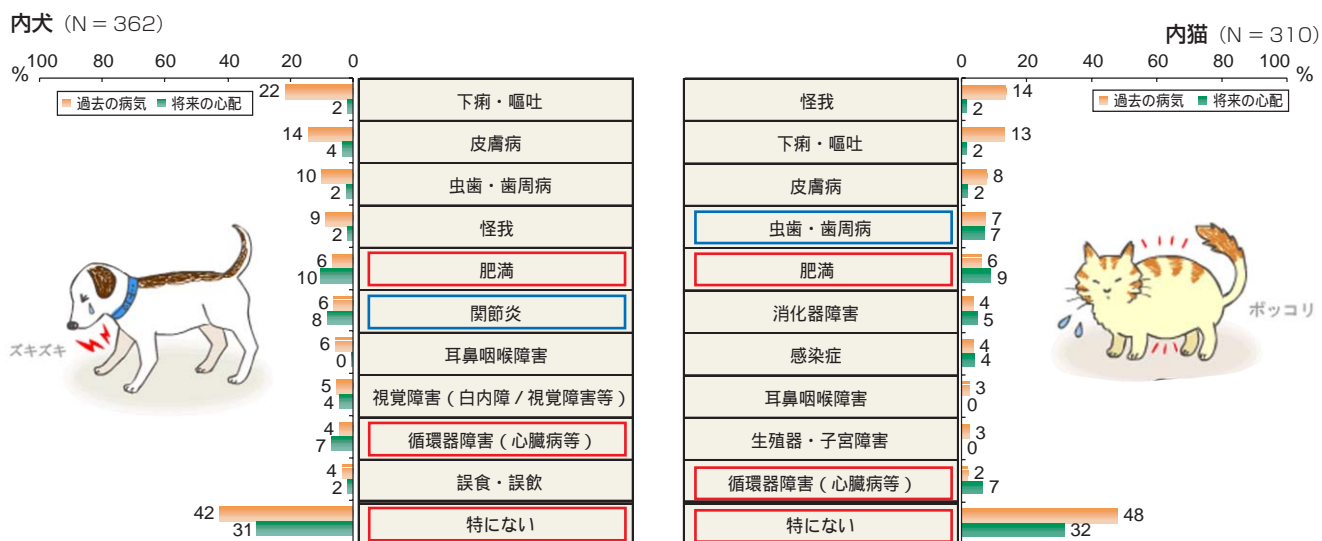 内犬（N = 362）
内猫（N = 310）
% 100 80 60 40 20 0
0 20 40 60 80 100 %
過去の病気 将来の心配
過去の病気 将来の心配
22
2
下痢・嘔吐
怪我
14
2
14
4
皮膚病
下痢・嘔吐
13
2
10
2
虫歯・歯周病
皮膚病
8
2
9
2
怪我
虫歯・歯周病
7
7
6
10
肥満
肥満
6
9
6
8
関節炎
消化器障害
4
5
6
0
耳鼻咽喉障害
感染症
4
4
5
4
視覚障害（白内障/視覚障害等）
耳鼻咽喉障害
3
0
4
7
循環器障害（心臓病等）
生殖器・子宮障害
3
0
4
2
誤食・誤飲
循環器障害（心臓病等）
2
7
42
31
特にない
特にない
48
32
ズキズキ
ボッコリ